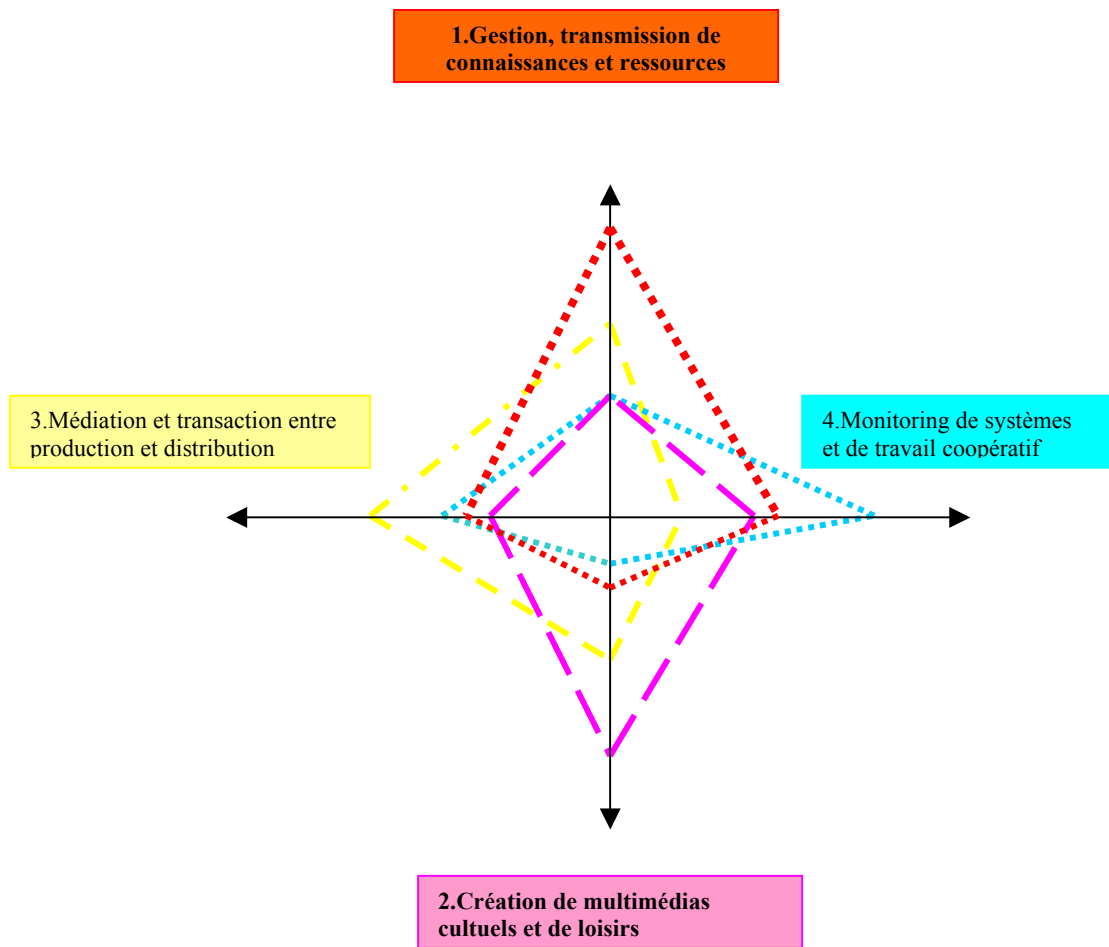 1.Gestion, transmission de
connaissances et ressources
3.Médiation et transaction entre
production et distribution
4.Monitoring de systèmes
et de travail coopératif
2.Création de multimédias
cultuels et de loisirs